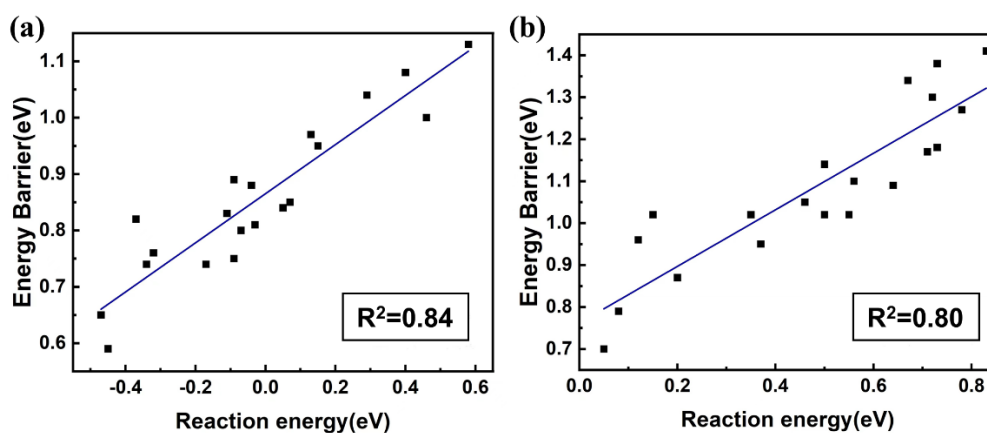 (a)
Energy Barrier(eV)
1.1
1.0
0.9
0.8
0.7
0.6
R²=0.84
-0.4 -0.2 0.0 0.2 0.4 0.6
Reaction energy(eV)
(b)
Energy Barrier(eV)
1.4
1.3
1.2
1.1
1.0
0.9
0.8
0.7
R²=0.80
0.0 0.2 0.4 0.6 0.8
Reaction energy(eV)